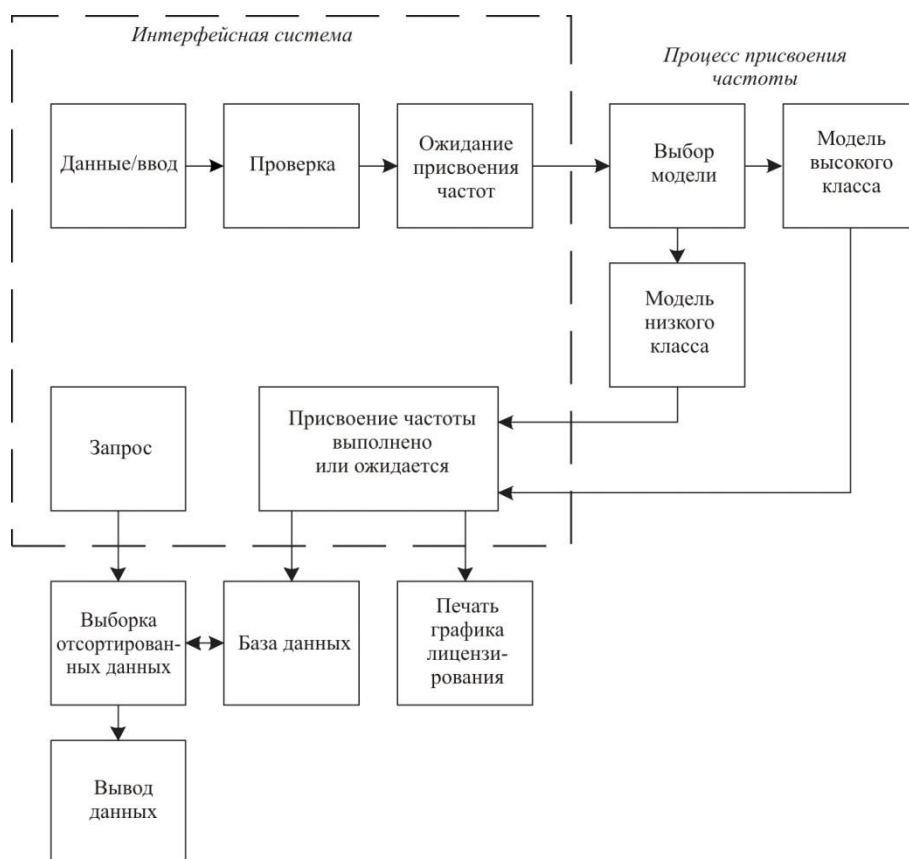 Интерфейсная система
Процесс присвоения
частоты
Данные/ввод
Проверка
Ожидание
присвоения
частот
Выбор
модели
Модель
высокого
класса
Модель
низкого
класса
Запрос
Присвоение частоты
выполнено
или ожидается
Выборка
отсортирован-
ных данных
База данных
Печать
графика
лицензи-
рования
Вывод
данных